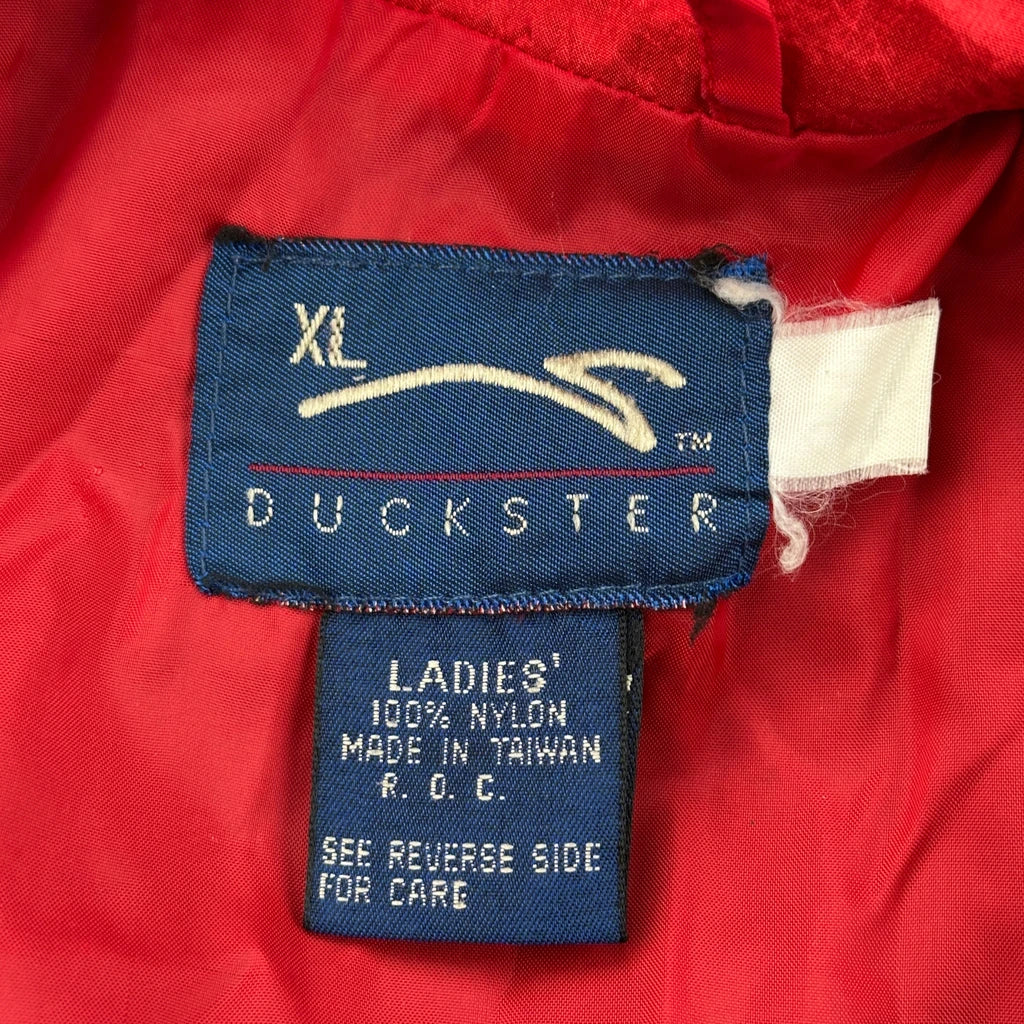 XL
TM
DUCKSTER
LADIES'
100% NYLON
MADE IN TAIWAN
R. O. C.
SEE REVERSE SIDE
FOR CARE